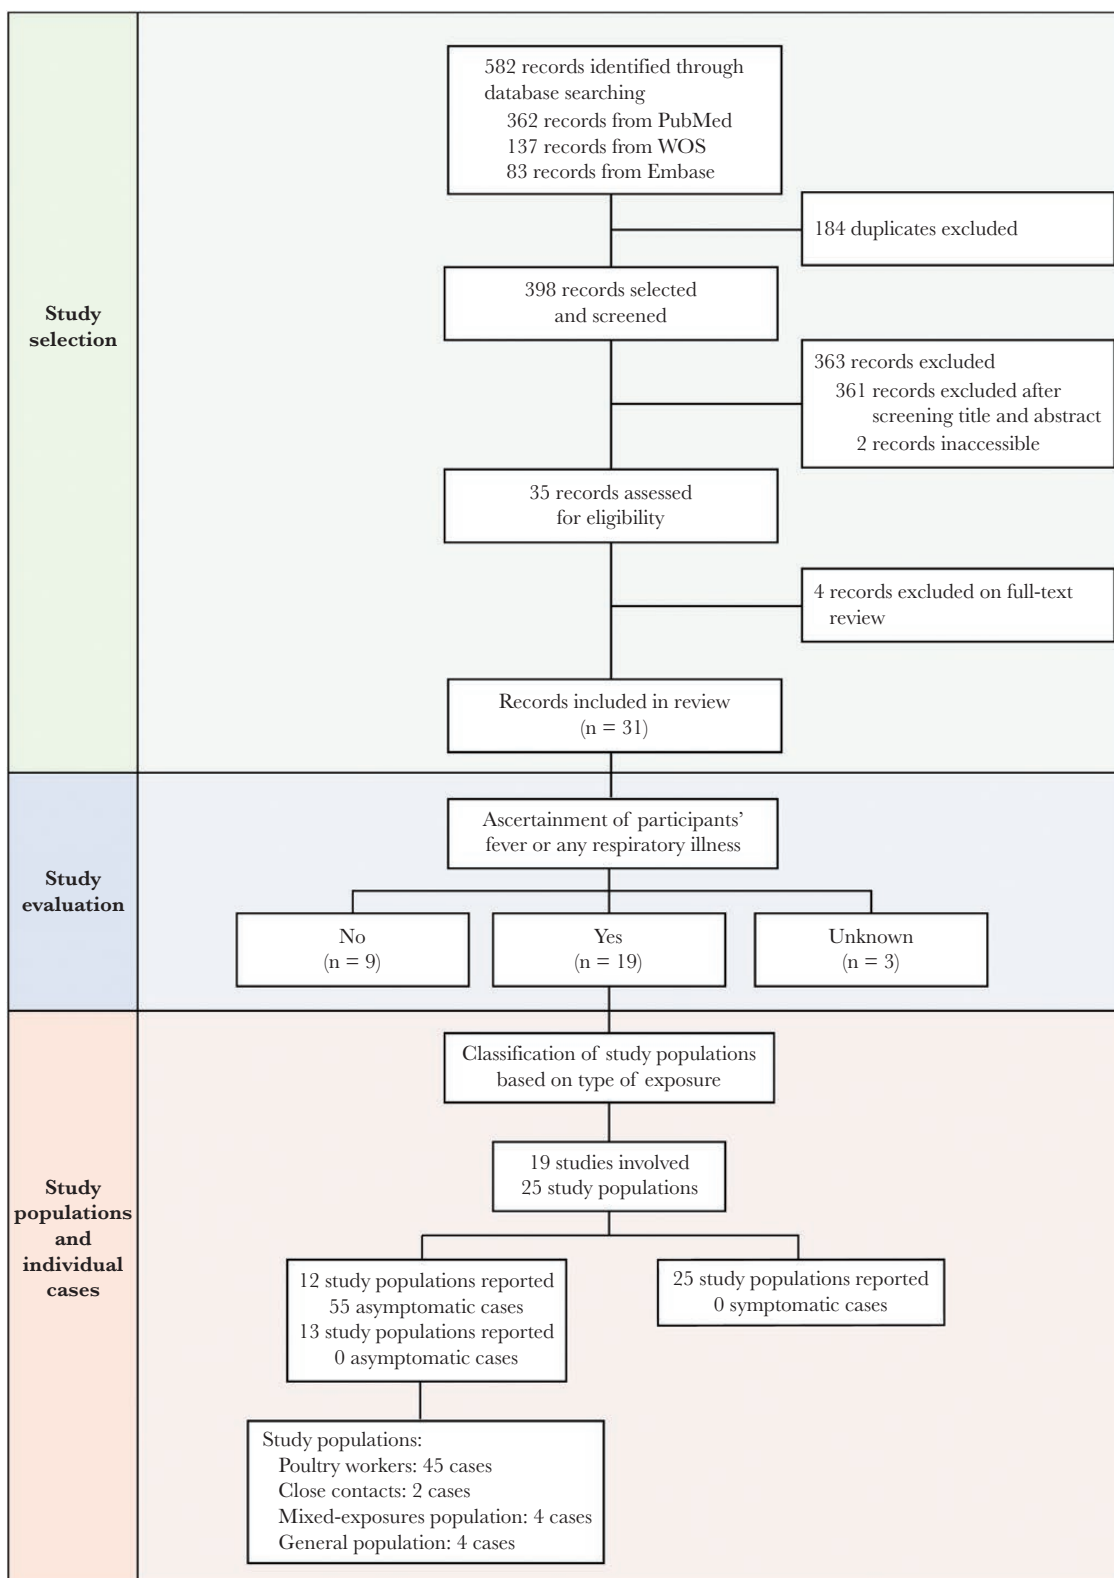 Study
selection
582 records identified through
database searching
362 records from PubMed
137 records from WOS
83 records from Embase
184 duplicates excluded
398 records selected
and screened
363 records excluded
361 records excluded after
screening title and abstract
2 records inaccessible
35 records assessed
for eligibility
4 records excluded on full-text
review
Records included in review
(n = 31)
Study
evaluation
Ascertainment of participants’
fever or any respiratory illness
No
(n = 9)
Yes
(n = 19)
Unknown
(n = 3)
Study
populations
and
individual
cases
Classification of study populations
based on type of exposure
19 studies involved
25 study populations
12 study populations reported
55 asymptomatic cases
13 study populations reported
0 asymptomatic cases
25 study populations reported
0 symptomatic cases
Study populations:
Poultry workers: 45 cases
Close contacts: 2 cases
Mixed-exposures population: 4 cases
General population: 4 cases